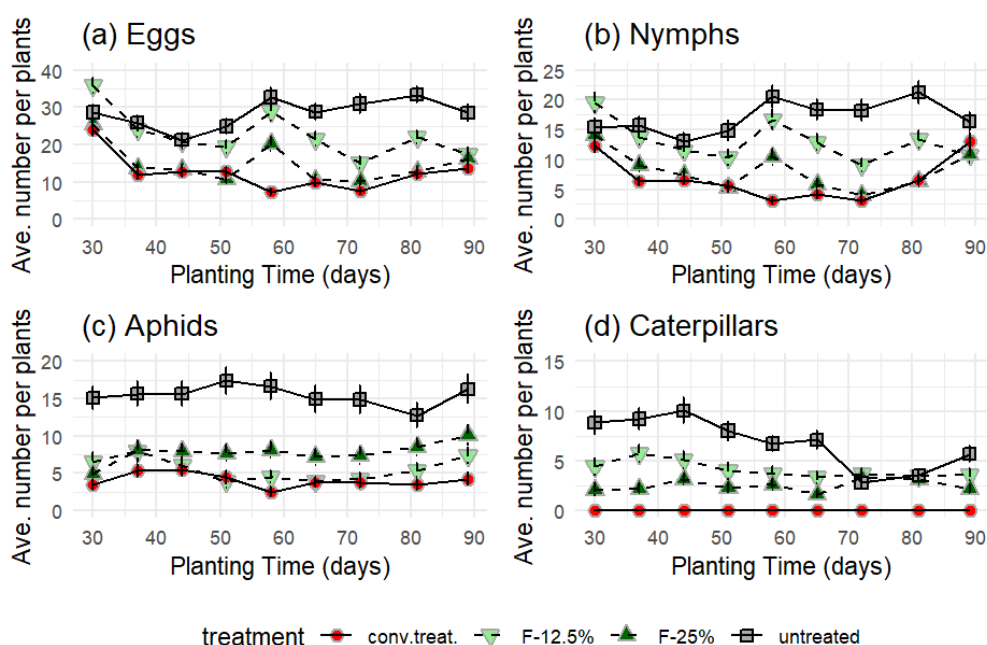 (a) Eggs
Ave. number per plants
40
30
20
10
0
30 40 50 60 70 80 90
Planting Time (days)
(b) Nymphs
Ave. number per plants
25
20
15
10
5
0
30 40 50 60 70 80 90
Planting Time (days)
(c) Aphids
Ave. number per plants
20
15
10
5
0
30 40 50 60 70 80 90
Planting Time (days)
(d) Caterpillars
Ave. number per plants
15
10
5
0
30 40 50 60 70 80 90
Planting Time (days)
treatment conv.treat. F-12.5% F-25% untreated